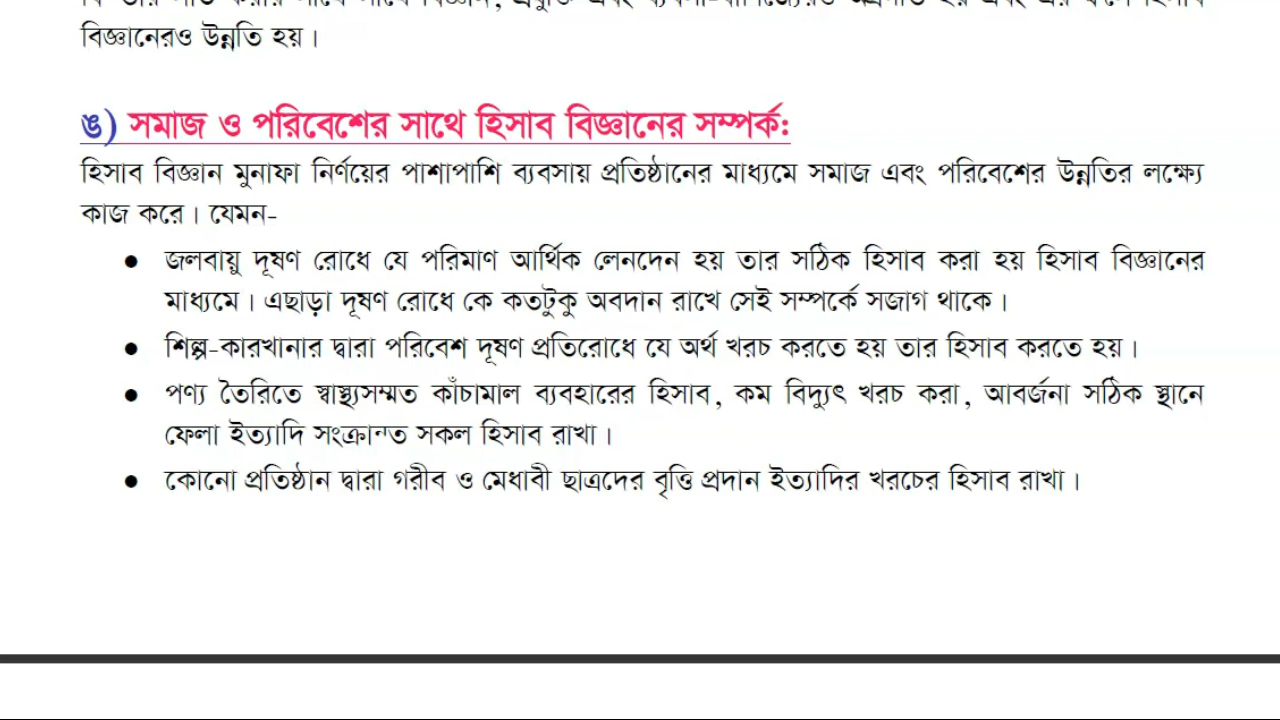 বিজ্ঞানেরও উন্নতি হয়।
ঙ) সমাজ ও পরিবেশের সাথে হিসাব বিজ্ঞানের সম্পর্ক:
হিসাব বিজ্ঞান মুনাফা নির্ণয়ের পাশাপাশি ব্যবসায় প্রতিষ্ঠানের মাধ্যমে সমাজ এবং পরিবেশের উন্নতির লক্ষ্যে
কাজ করে। যেমন-
● জলবায়ু দূষণ রোধে যে পরিমাণ আর্থিক লেনদেন হয় তার সঠিক হিসাব করা হয় হিসাব বিজ্ঞানের
মাধ্যমে। এছাড়া দূষণ রোধে কে কতটুকু অবদান রাখে সেই সম্পর্কে সজাগ থাকে।
● শিল্প-কারখানার দ্বারা পরিবেশ দূষণ প্রতিরোধে যে অর্থ খরচ করতে হয় তার হিসাব করতে হয়।
● পণ্য তৈরিতে স্বাস্থ্যসম্মত কাঁচামাল ব্যবহারের হিসাব, কম বিদ্যুৎ খরচ করা, আবর্জনা সঠিক স্থানে
ফেলা ইত্যাদি সংক্রান্ত সকল হিসাব রাখা।
● কোনো প্রতিষ্ঠান দ্বারা গরীব ও মেধাবী ছাত্রদের বৃত্তি প্রদান ইত্যাদির খরচের হিসাব রাখা।